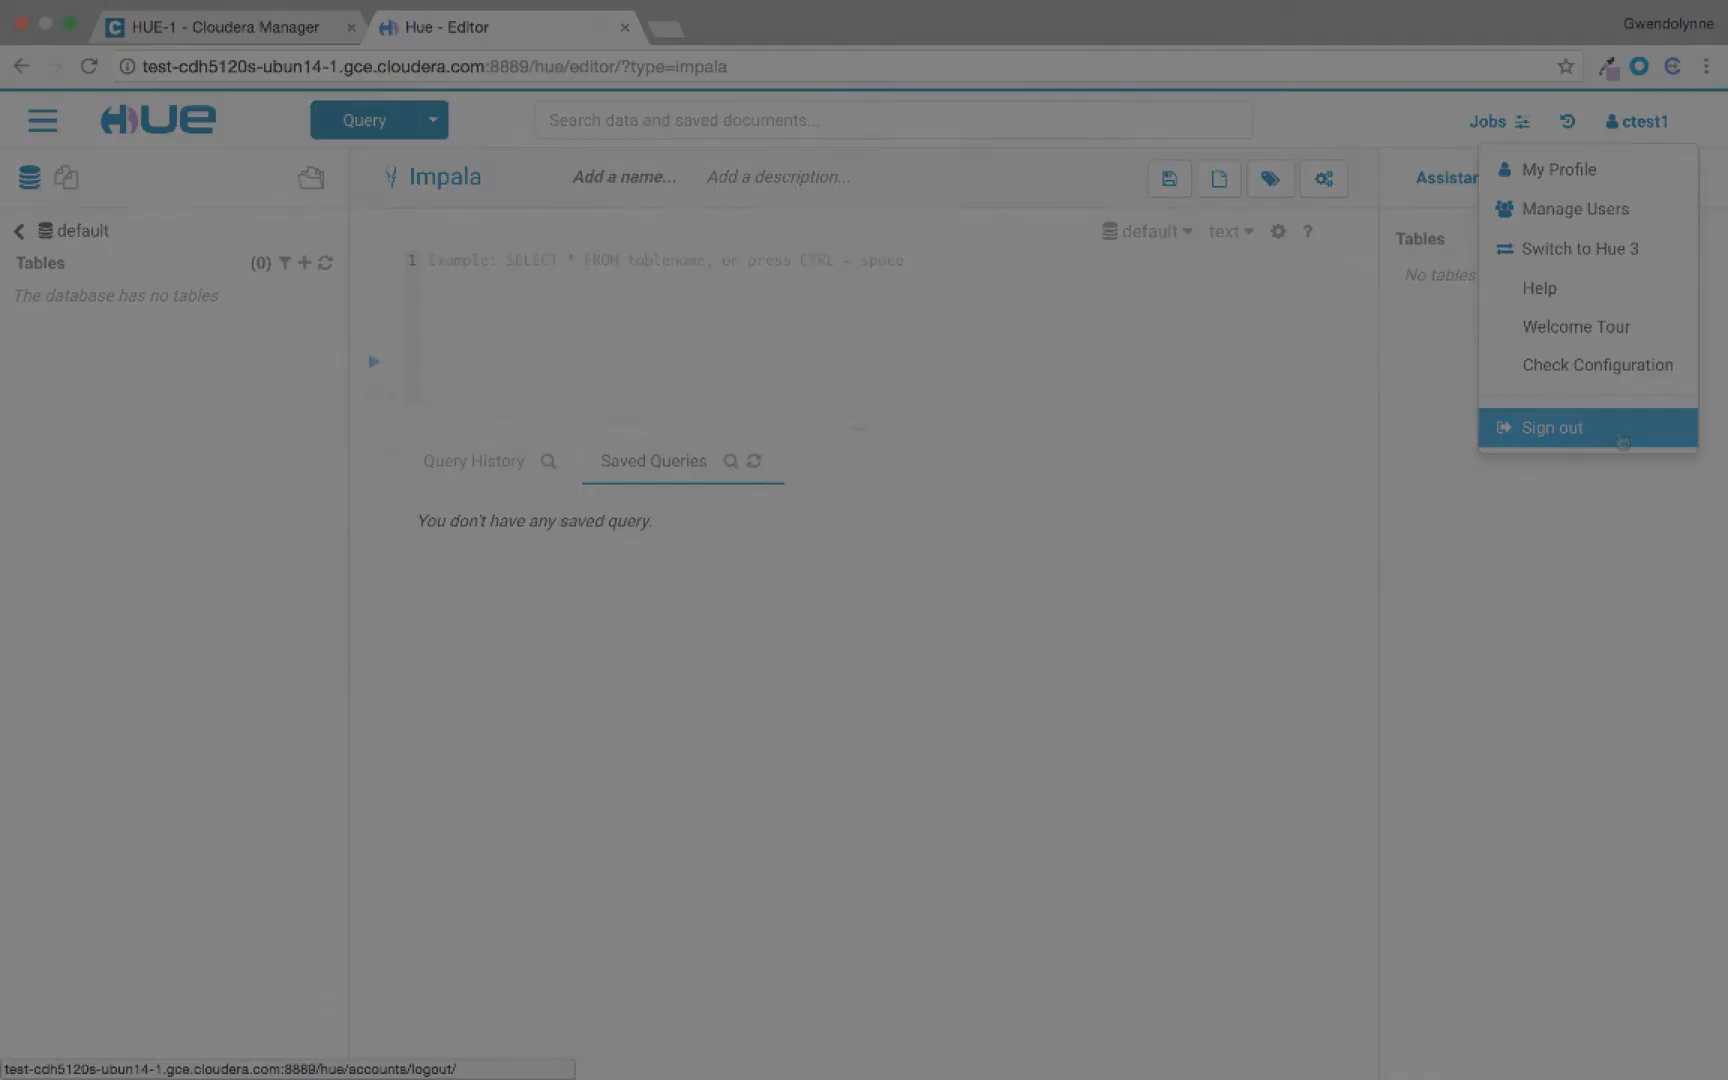 HUE-1 - Cloudera Manager
Hue - Editor
Gwendolynne
test-cdh5120s-ubun14-1.gce.cloudera.com:8889/hue/editor/?type=impala
HUE
Query
Search data and saved documents...
Jobs
ctest1
Impala
Add a name...
Add a description...
Assistan
My Profile
Manage Users
Switch to Hue 3
Help
Welcome Tour
Check Configuration
Sign out
default
Tables
(0)
The database has no tables
default
text
?
Tables
No tables
1
Example: SELECT * FROM tablename, or press CTRL + space
Query History
Saved Queries
You don't have any saved query.
test-cdh5120s-ubun14-1.gce.cloudera.com:8889/hue/accounts/logout/